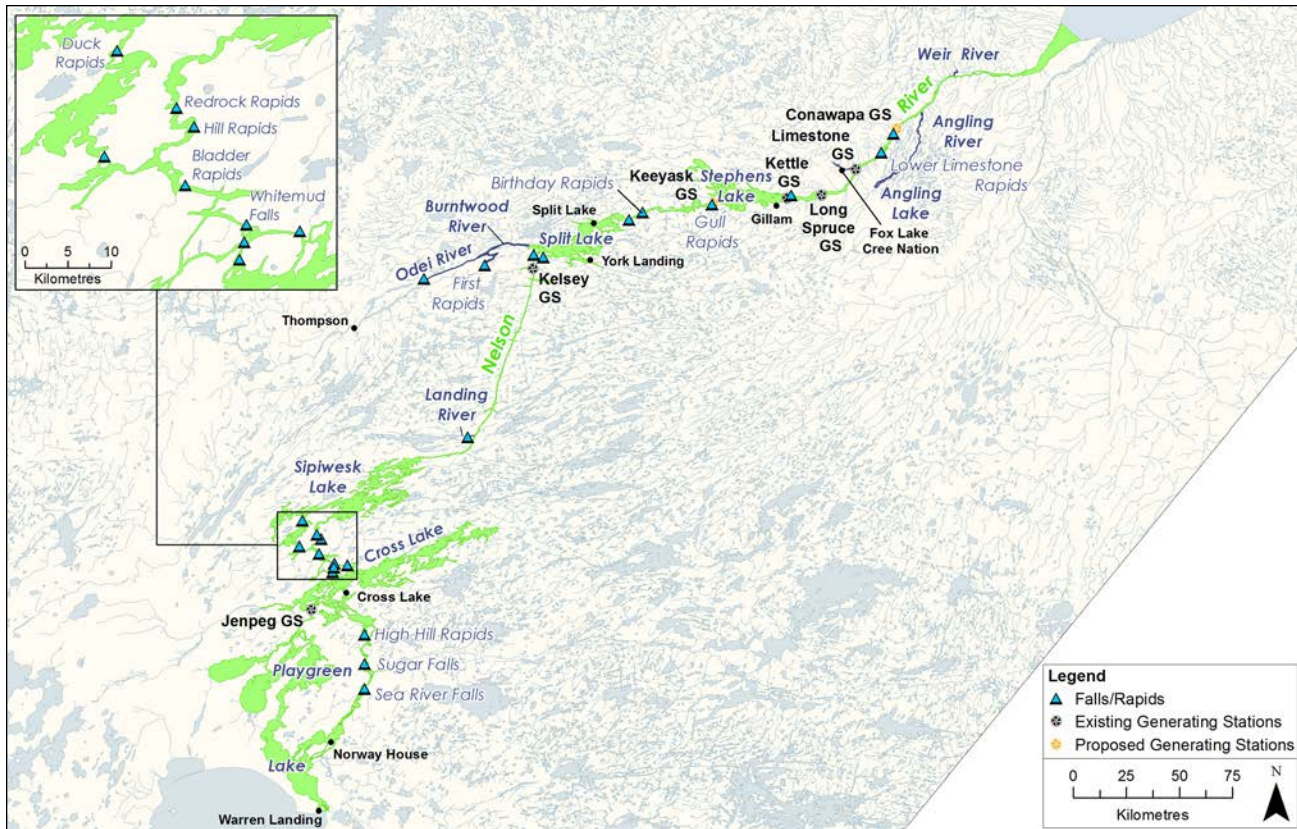 Duck
Rapids
Redrock Rapids
Hill Rapids
Bladder
Rapids
Whitemud
Falls
0 5 10
Kilometres
Weir River
River
Conawapa GS
Limestone
GS
Angling
River
Lower Limestone
Rapids
Angling
Lake
Kettle
GS
Stephens
Lake
Keeyask
GS
Birthday Rapids
Gull
Rapids
Gillam
Long
Spruce
GS
Fox Lake
Cree Nation
Split Lake
Burntwood
River
Split Lake
Odei River
York Landing
First
Rapids
Kelsey
GS
Thompson
Nelson
Landing
River
Sipiwesk
Lake
Cross Lake
Cross Lake
Jenpeg GS
High Hill Rapids
Playgreen
Sugar Falls
Sea River Falls
Norway House
Lake
Warren Landing
Legend
Falls/Rapids
Existing Generating Stations
Proposed Generating Stations
0 25 50 75
Kilometres
N